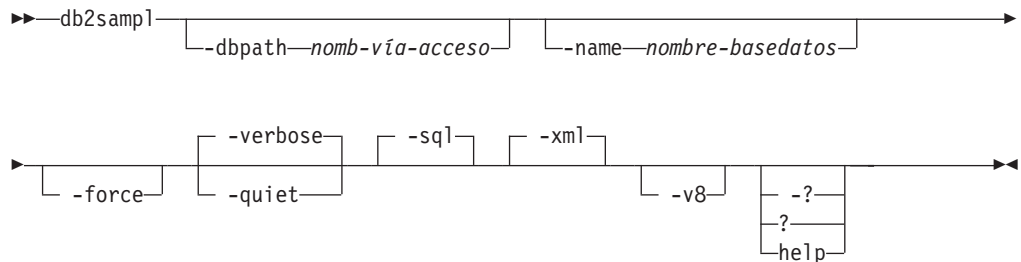 db2sampl
-dbpath nomb-vía-acceso
-name nombre-basedatos
-force
-verbose
-quiet
-sql
-xml
-v8
-?
?
help